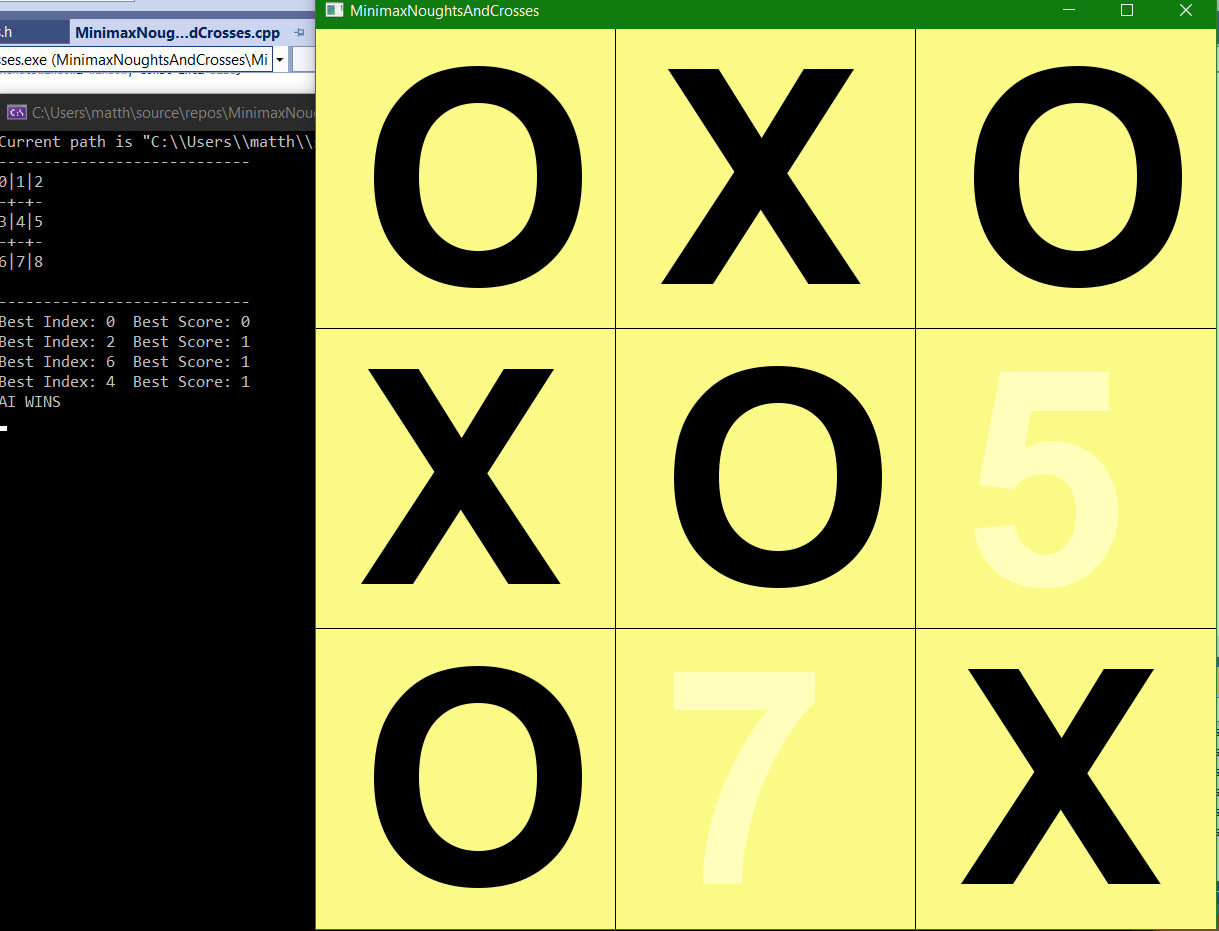 MinimaxNoughtsAndCrosses
.h MinimaxNoug...dCrosses.cpp
ses.exe (MinimaxNoughtsAndCrosses\Mi
C:\Users\matth\source\repos\MinimaxNoug
Current path is "C:\\Users\\matth\\
----------------------------
0|1|2
-+-+-
3|4|5
-+-+-
6|7|8
----------------------------
Best Index: 0  Best Score: 0
Best Index: 2  Best Score: 1
Best Index: 6  Best Score: 1
Best Index: 4  Best Score: 1
AI WINS
O X O
X O 5
O 7 X